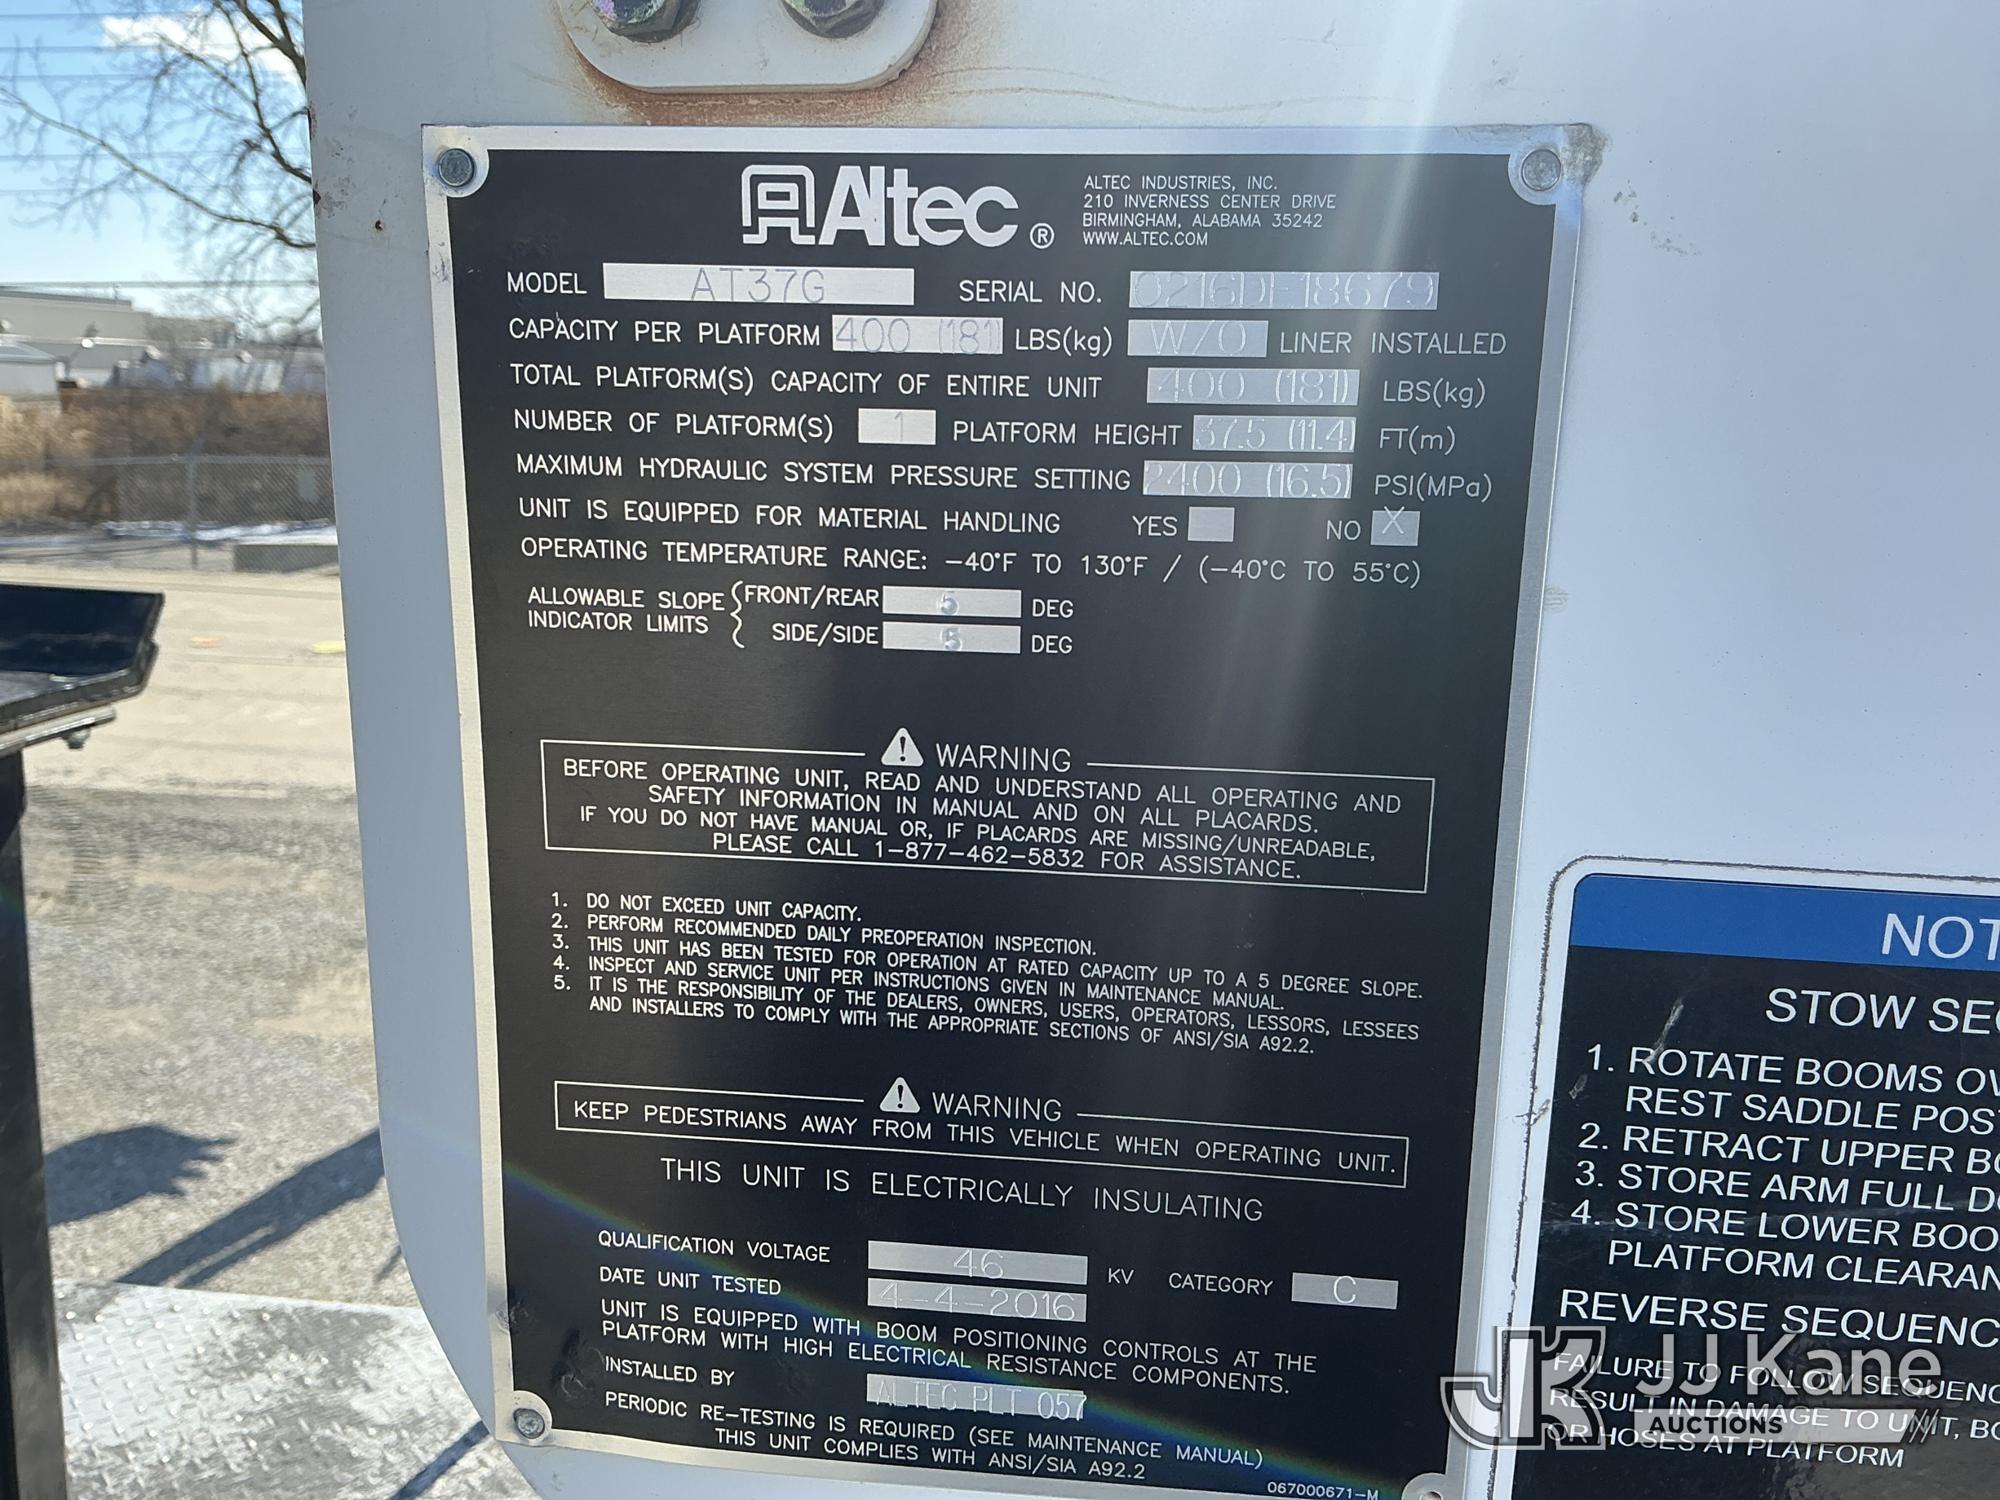 Altec ®
ALTEC INDUSTRIES, INC.
210 INVERNESS CENTER DRIVE
BIRMINGHAM, ALABAMA 35242
WWW.ALTEC.COM
MODEL AT37G SERIAL NO. 0216DF18679
CAPACITY PER PLATFORM 400 (181) LBS(kg) W/O LINER INSTALLED
TOTAL PLATFORM(S) CAPACITY OF ENTIRE UNIT 400 (181) LBS(kg)
NUMBER OF PLATFORM(S) 1 PLATFORM HEIGHT 37.5 (11.4) FT(m)
MAXIMUM HYDRAULIC SYSTEM PRESSURE SETTING 2400 (16.5) PSI(MPa)
UNIT IS EQUIPPED FOR MATERIAL HANDLING YES NO X
OPERATING TEMPERATURE RANGE: -40°F TO 130°F / (-40°C TO 55°C)
ALLOWABLE SLOPE INDICATOR LIMITS
FRONT/REAR 5 DEG
SIDE/SIDE 5 DEG
WARNING
BEFORE OPERATING UNIT, READ AND UNDERSTAND ALL OPERATING AND
SAFETY INFORMATION IN MANUAL AND ON ALL PLACARDS.
IF YOU DO NOT HAVE MANUAL OR, IF PLACARDS ARE MISSING/UNREADABLE,
PLEASE CALL 1-877-462-5832 FOR ASSISTANCE.
1. DO NOT EXCEED UNIT CAPACITY.
2. PERFORM RECOMMENDED DAILY PREOPERATION INSPECTION.
3. THIS UNIT HAS BEEN TESTED FOR OPERATION AT RATED CAPACITY UP TO A 5 DEGREE SLOPE.
4. INSPECT AND SERVICE UNIT PER INSTRUCTIONS GIVEN IN MAINTENANCE MANUAL.
5. IT IS THE RESPONSIBILITY OF THE DEALERS, OWNERS, USERS, OPERATORS, LESSORS, LESSEES
AND INSTALLERS TO COMPLY WITH THE APPROPRIATE SECTIONS OF ANSI/SIA A92.2.
WARNING
KEEP PEDESTRIANS AWAY FROM THIS VEHICLE WHEN OPERATING UNIT.
THIS UNIT IS ELECTRICALLY INSULATING
QUALIFICATION VOLTAGE 46 KV CATEGORY C
DATE UNIT TESTED 4-4-2016
UNIT IS EQUIPPED WITH BOOM POSITIONING CONTROLS AT THE
PLATFORM WITH HIGH ELECTRICAL RESISTANCE COMPONENTS.
INSTALLED BY ALTEC PLT 057
PERIODIC RE-TESTING IS REQUIRED (SEE MAINTENANCE MANUAL)
THIS UNIT COMPLIES WITH ANSI/SIA A92.2
067000671-M
NOT
STOW SEQ
1. ROTATE BOOMS OV
REST SADDLE POS
2. RETRACT UPPER BO
3. STORE ARM FULL DO
4. STORE LOWER BOO
PLATFORM CLEARAN
REVERSE SEQUENC
FAILURE TO FOLLOW SEQUENC
RESULT IN DAMAGE TO UNIT, BO
OR HOSES AT PLATFORM
JK JJ Kane
AUCTIONS